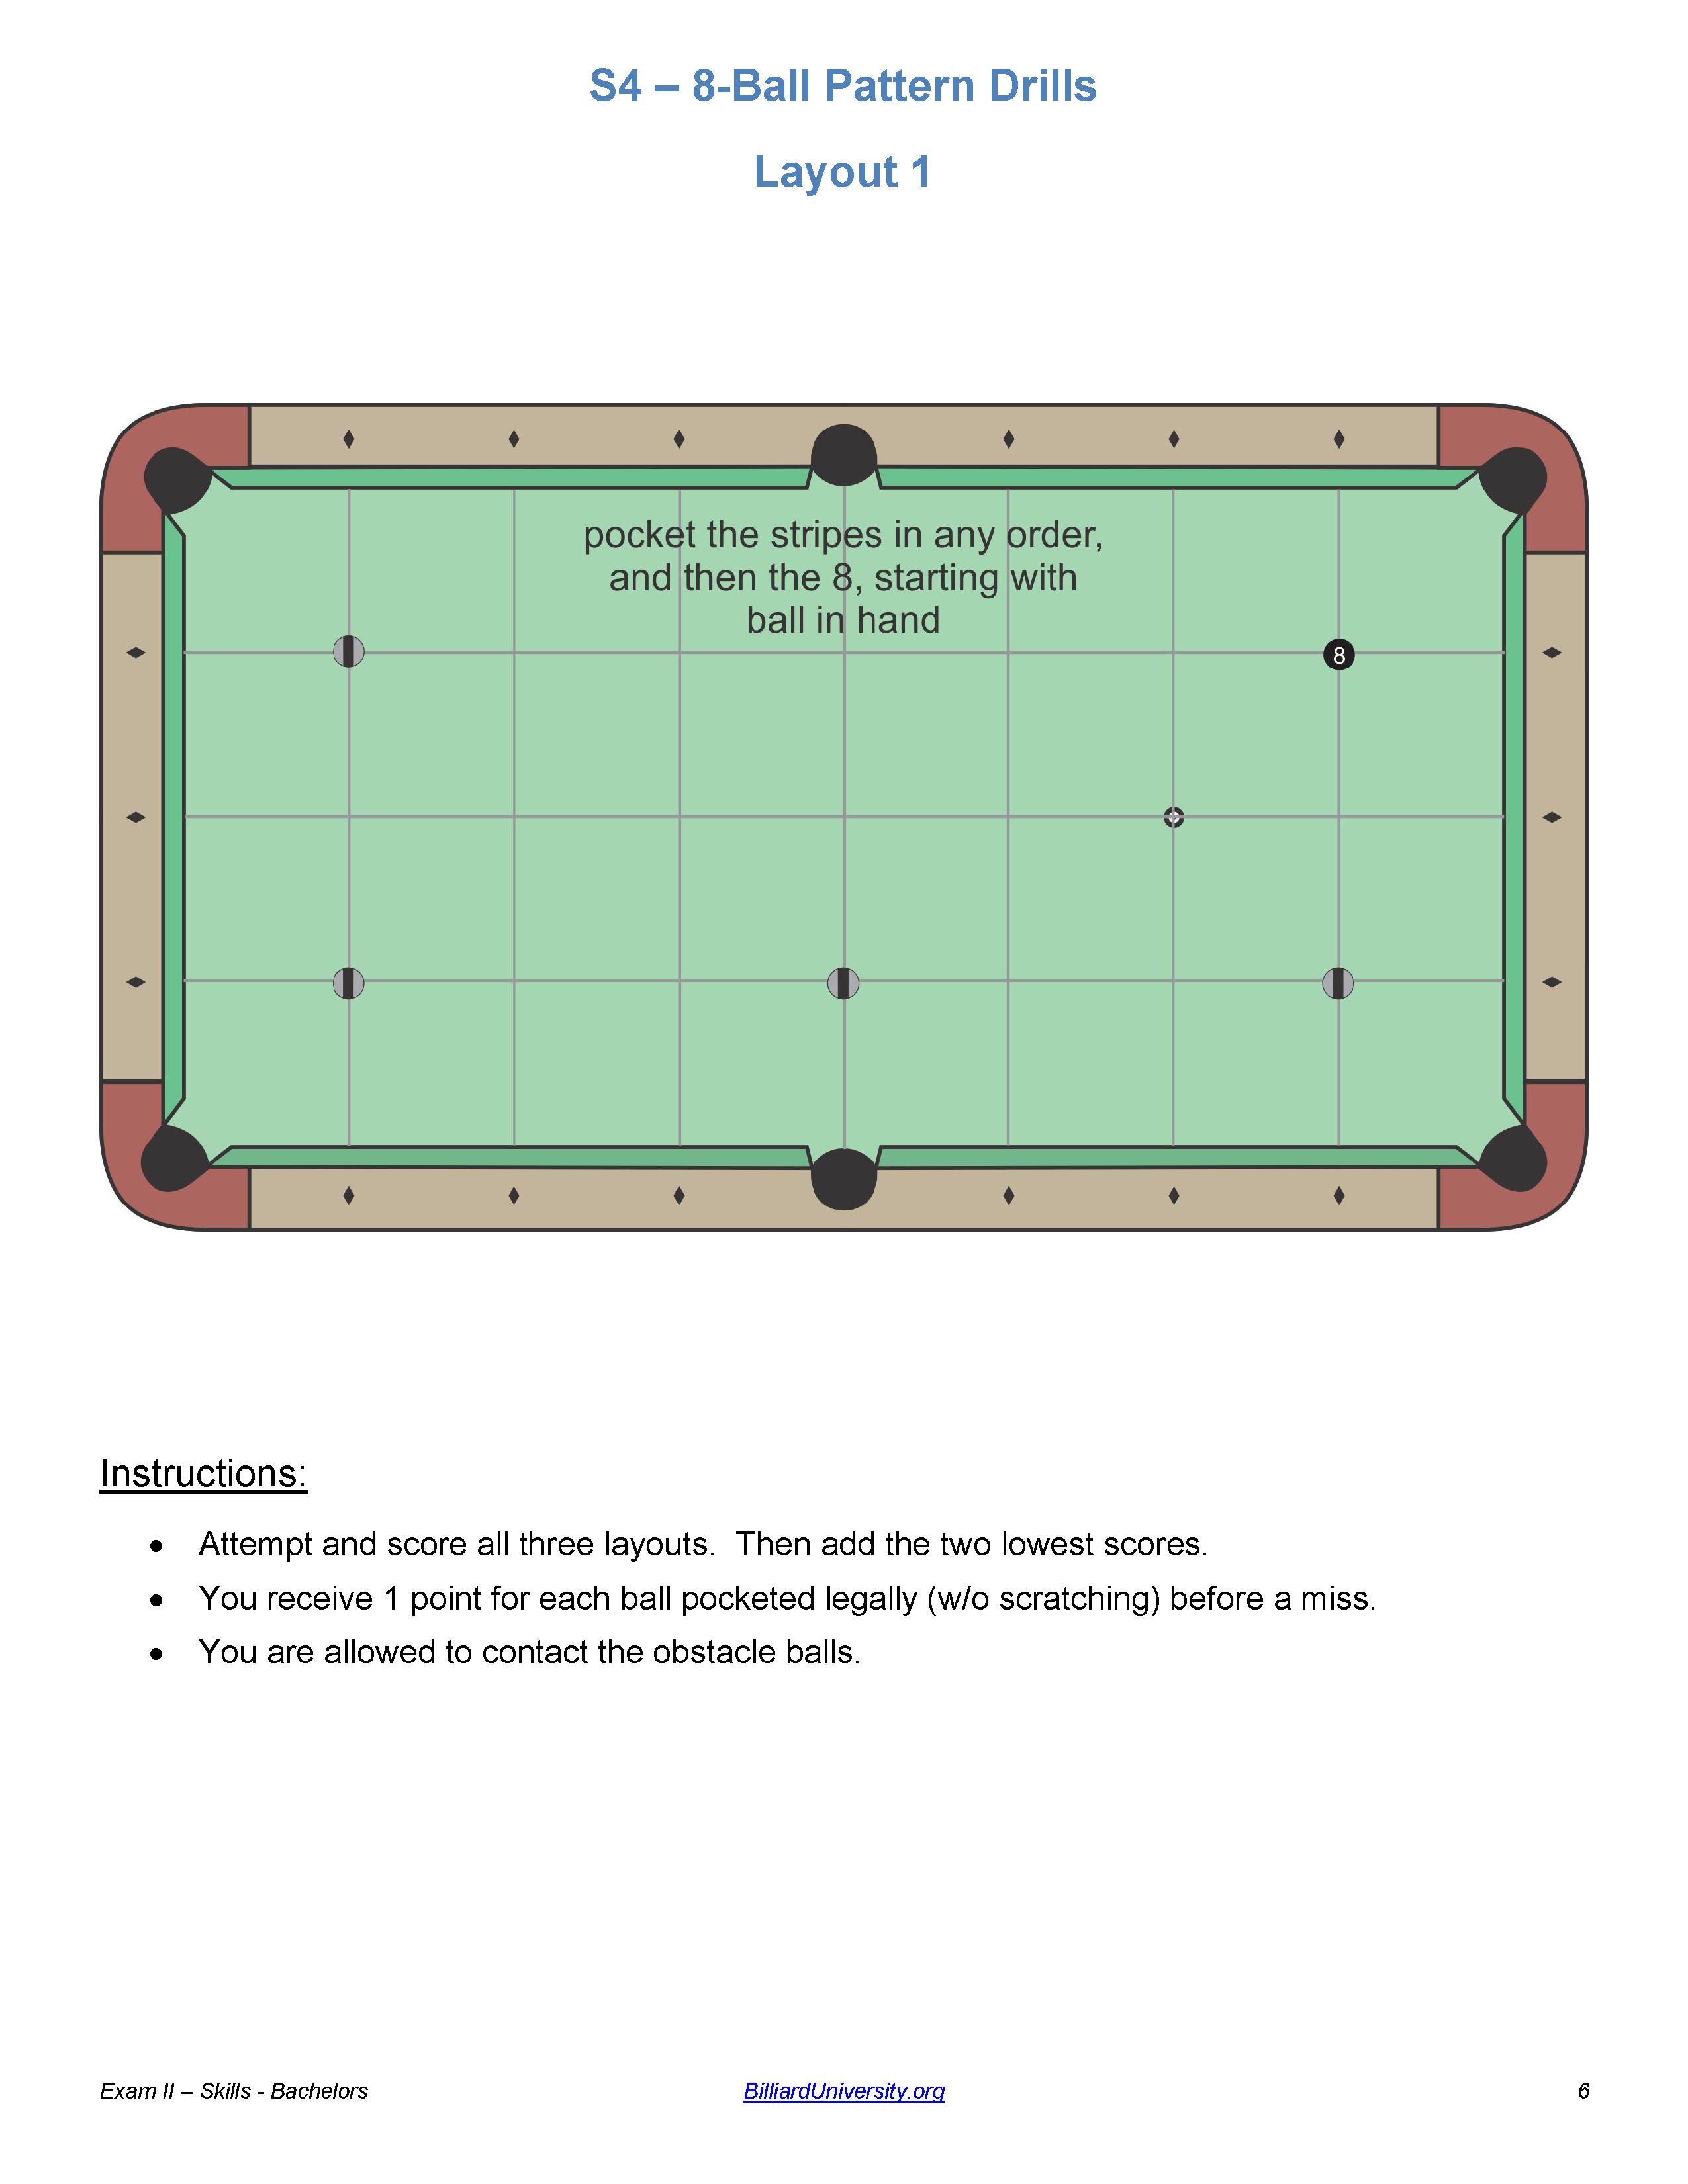 S4 – 8-Ball Pattern Drills
Layout 1
pocket the stripes in any order,
and then the 8, starting with
ball in hand
8
Instructions:
• Attempt and score all three layouts.  Then add the two lowest scores.
• You receive 1 point for each ball pocketed legally (w/o scratching) before a miss.
• You are allowed to contact the obstacle balls.
Exam II – Skills - Bachelors BilliardUniversity.org 6